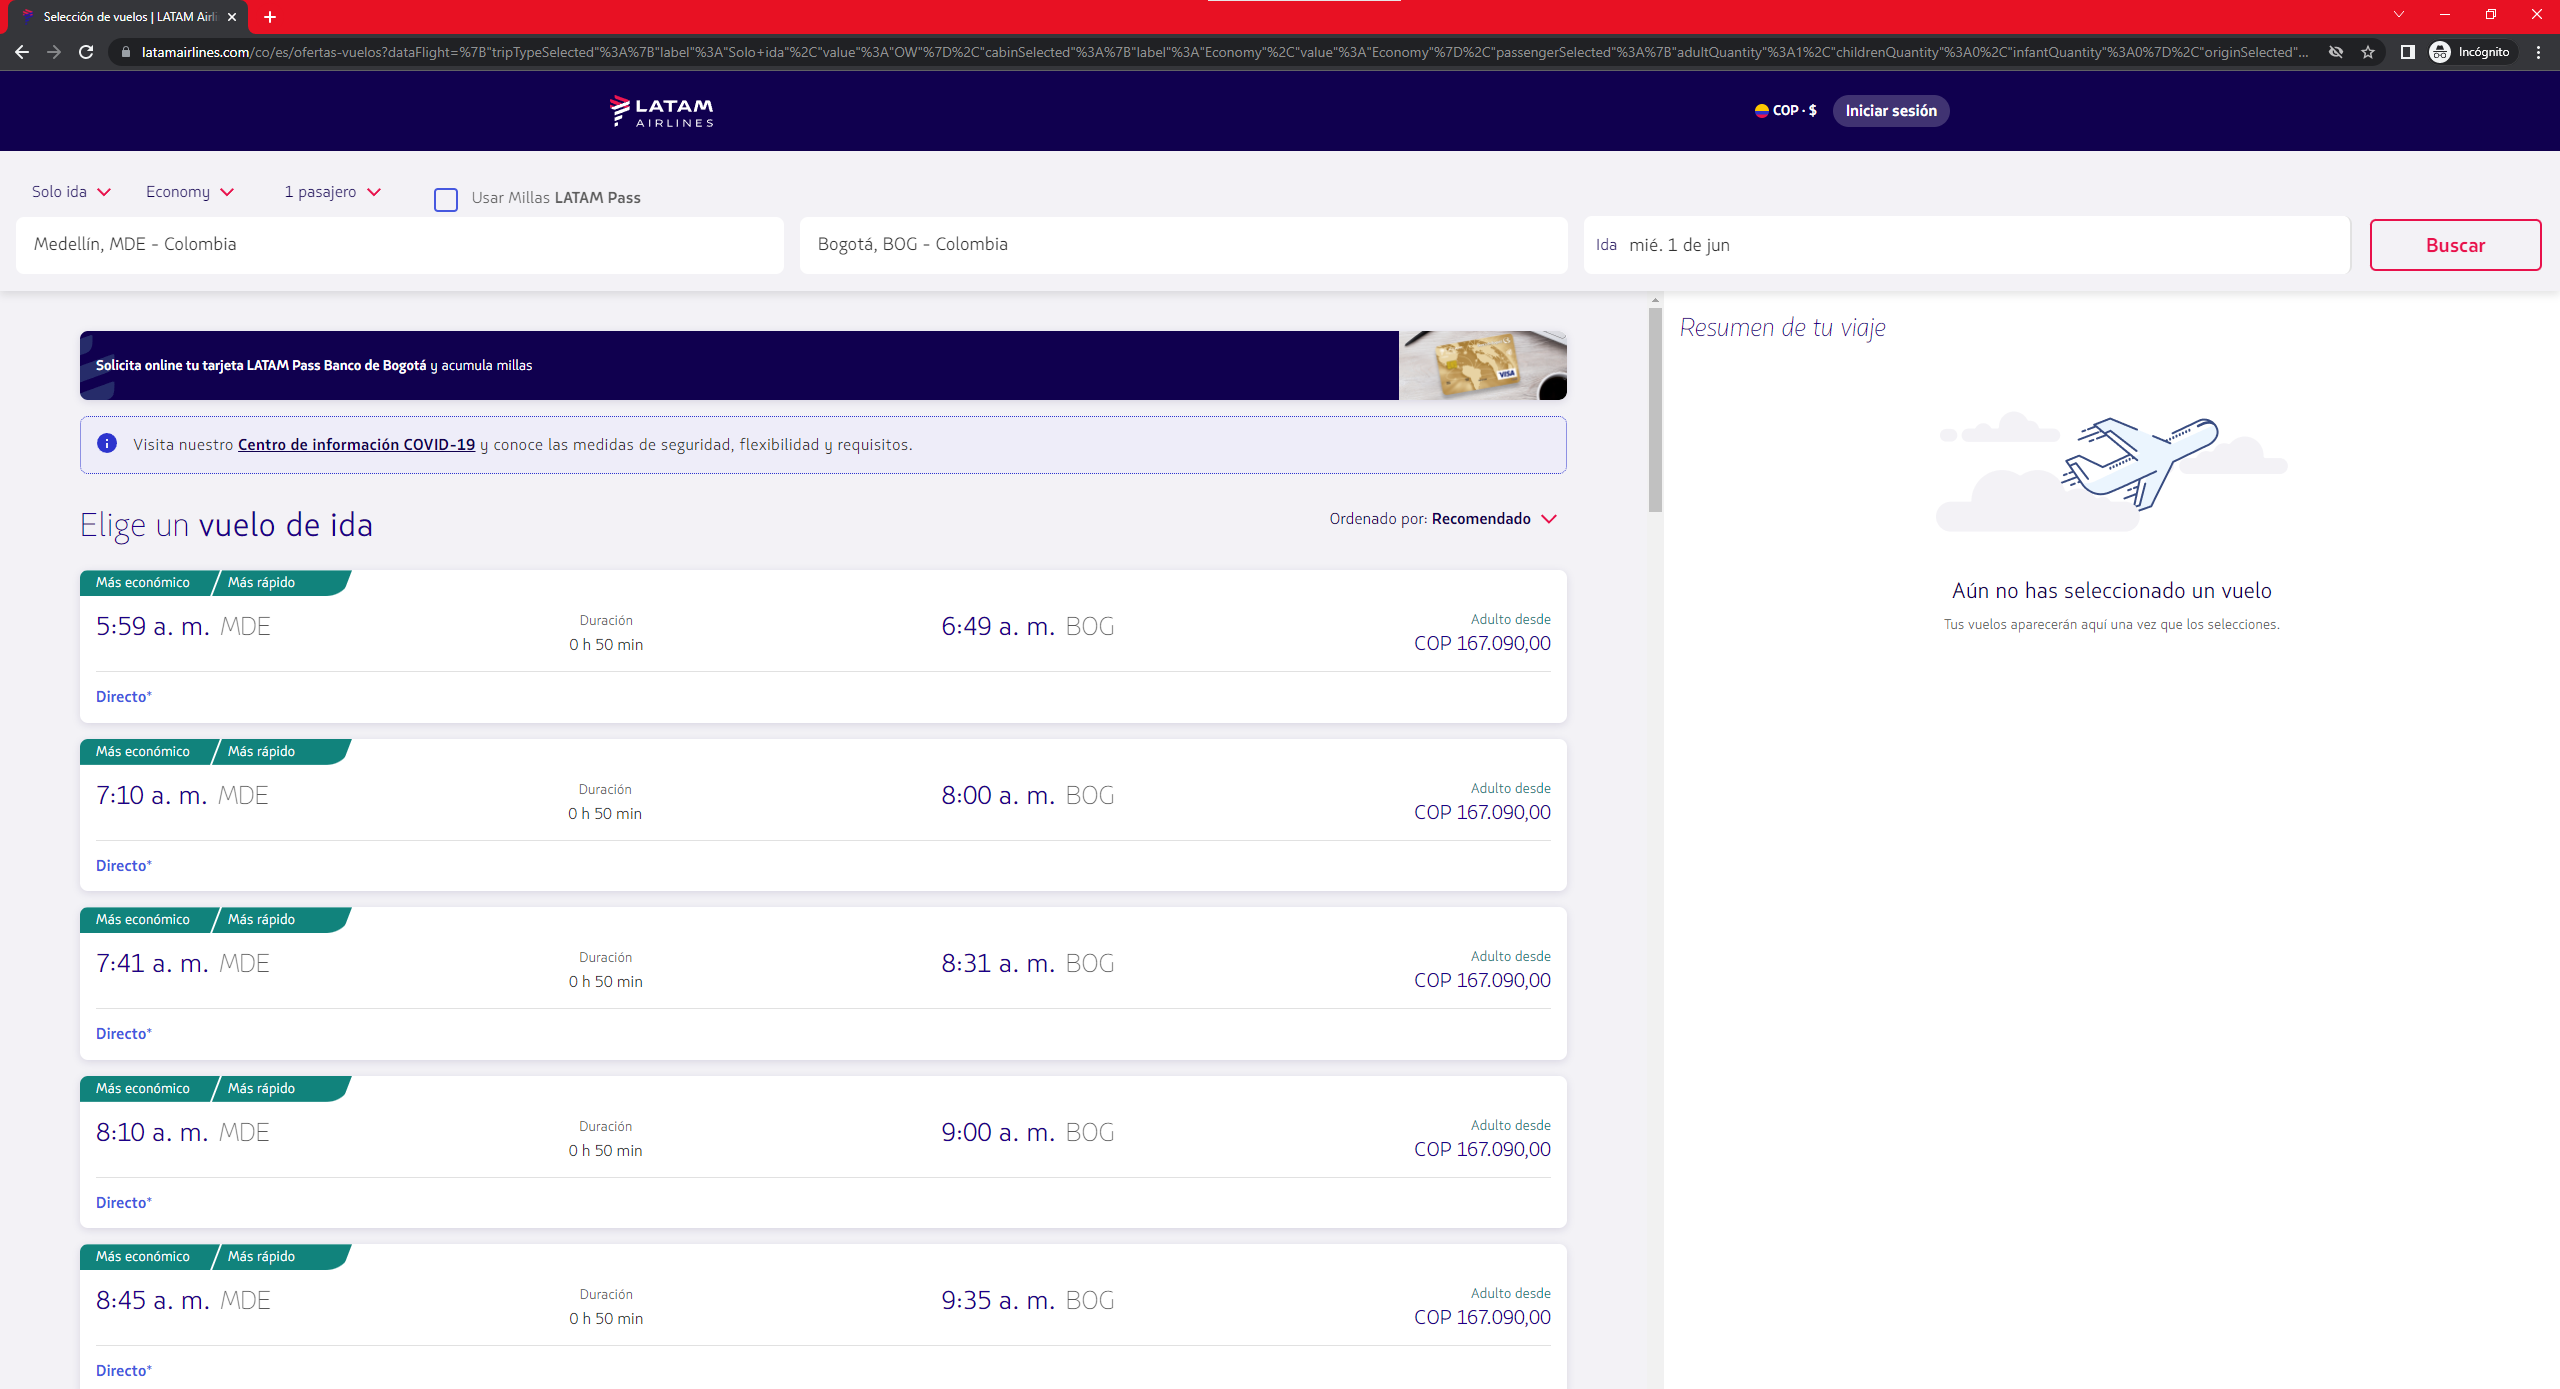 Selección de vuelos | LATAM Airli
latamairlines.com/co/es/ofertas-vuelos?dataFlight=%7B"tripTypeSelected"%3A%7B"label"%3A"Solo+ida"%2C"value"%3A"OW"%7D%2C"cabinSelected"%3A%7B"label"%3A"Economy"%2C"value"%3A"Economy"%7D%2C"passengerSelected"%3A%7B"adultQuantity"%3A1%2C"childrenQuantity"%3A0%2C"infantQuantity"%3A0%7D%2C"originSelected"... Incógnito
LATAM
AIRLINES
COP · $ Iniciar sesión
Solo ida Economy 1 pasajero Usar Millas LATAM Pass
Medellín, MDE - Colombia Bogotá, BOG - Colombia Ida mié. 1 de jun Buscar
Resumen de tu viaje
Solicita online tu tarjeta LATAM Pass Banco de Bogotá y acumula millas
VISA
Visita nuestro Centro de información COVID-19 y conoce las medidas de seguridad, flexibilidad y requisitos.
Elige un vuelo de ida
Ordenado por: Recomendado
Más económico Más rápido
5:59 a. m. MDE
Duración
0 h 50 min
6:49 a. m. BOG
Adulto desde
COP 167.090,00
Directo*
Más económico Más rápido
7:10 a. m. MDE
Duración
0 h 50 min
8:00 a. m. BOG
Adulto desde
COP 167.090,00
Directo*
Más económico Más rápido
7:41 a. m. MDE
Duración
0 h 50 min
8:31 a. m. BOG
Adulto desde
COP 167.090,00
Directo*
Más económico Más rápido
8:10 a. m. MDE
Duración
0 h 50 min
9:00 a. m. BOG
Adulto desde
COP 167.090,00
Directo*
Más económico Más rápido
8:45 a. m. MDE
Duración
0 h 50 min
9:35 a. m. BOG
Adulto desde
COP 167.090,00
Directo*
Aún no has seleccionado un vuelo
Tus vuelos aparecerán aquí una vez que los selecciones.